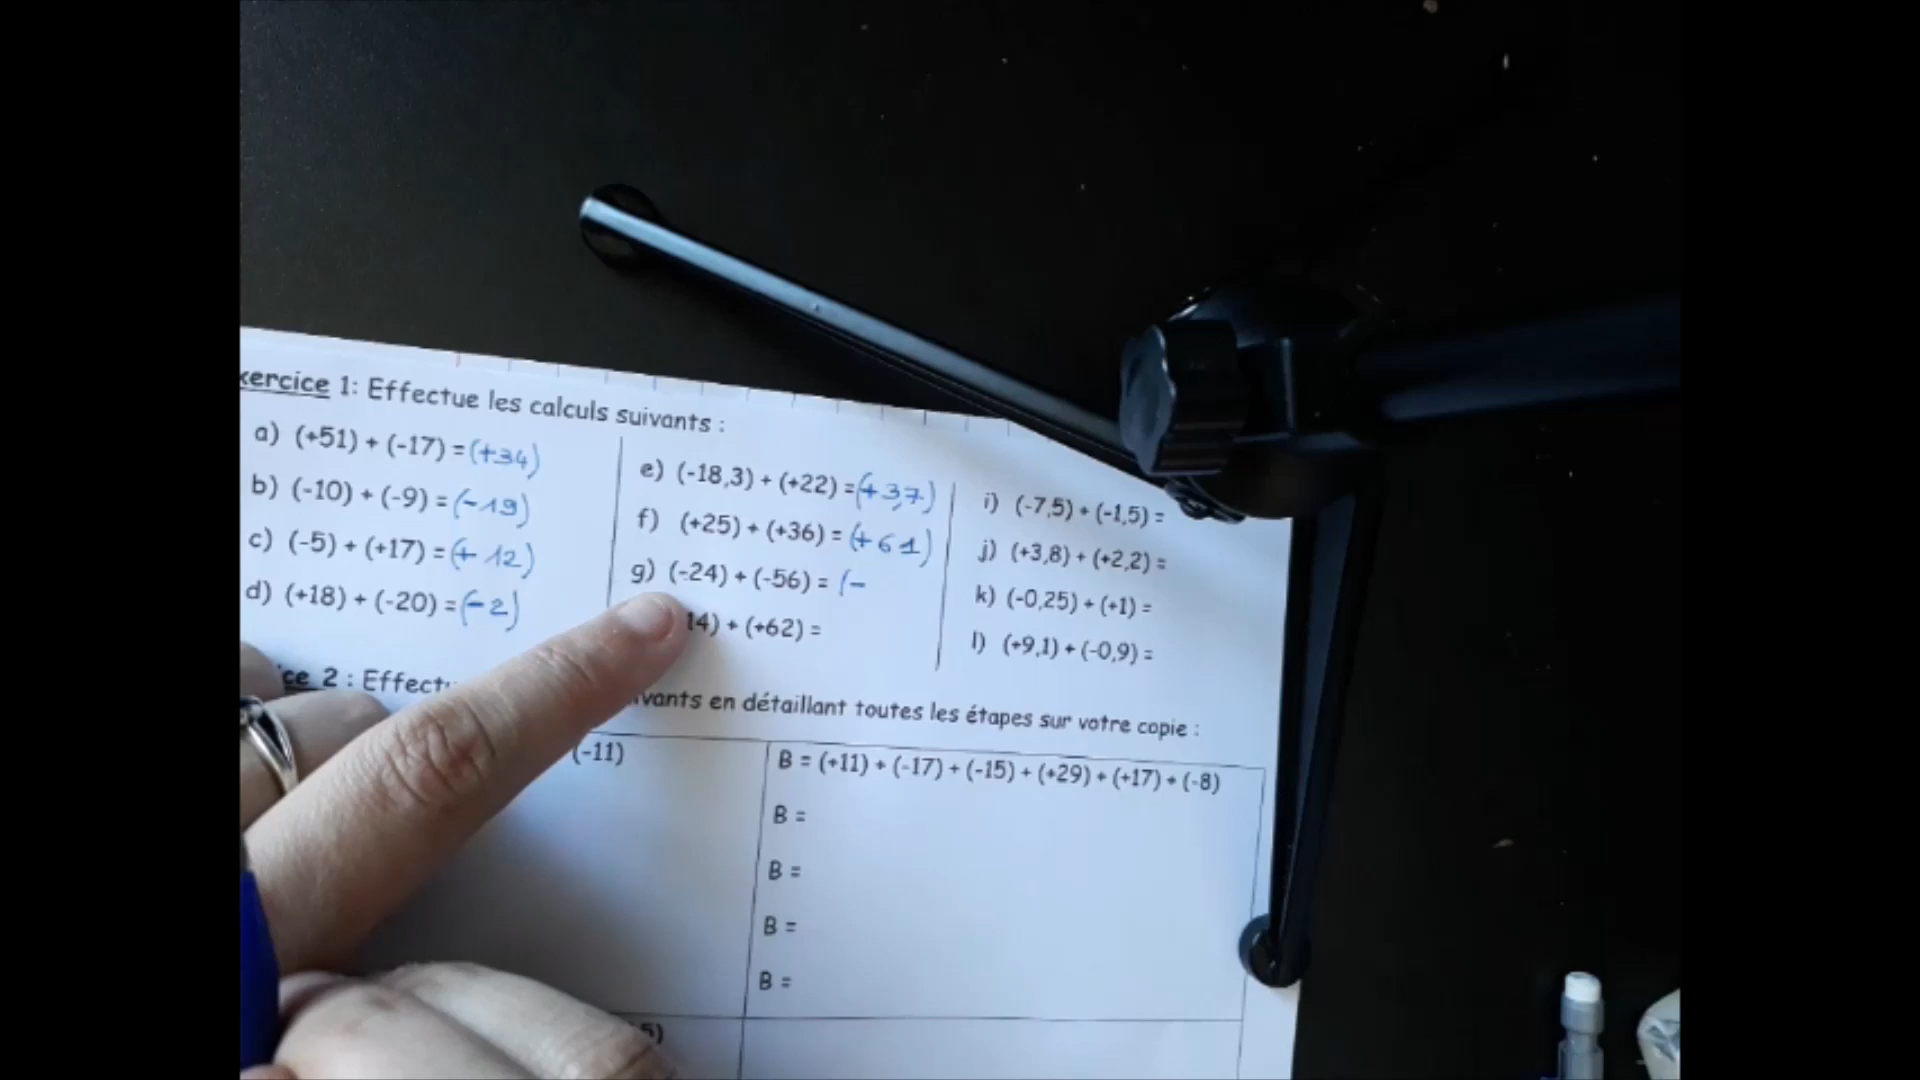 xercice 1: Effectue les calculs suivants :
a) (+51) + (-17) = (+34)
b) (-10) + (-9) = (-19)
c) (-5) + (+17) = (+ 12)
d) (+18) + (-20) = (-2)
e) (-18,3) + (+22) = (+3,7)
f) (+25) + (+36) = (+61)
g) (-24) + (-56) = (-
14) + (+62) =
i) (-7,5) + (-1,5) =
j) (+3,8) + (+2,2) =
k) (-0,25) + (+1) =
l) (+9,1) + (-0,9) =
ce 2 : Effect vants en détaillant toutes les étapes sur votre copie :
(-11)
B = (+11) + (-17) + (-15) + (+29) + (+17) + (-8)
B =
B =
B =
B =
5)